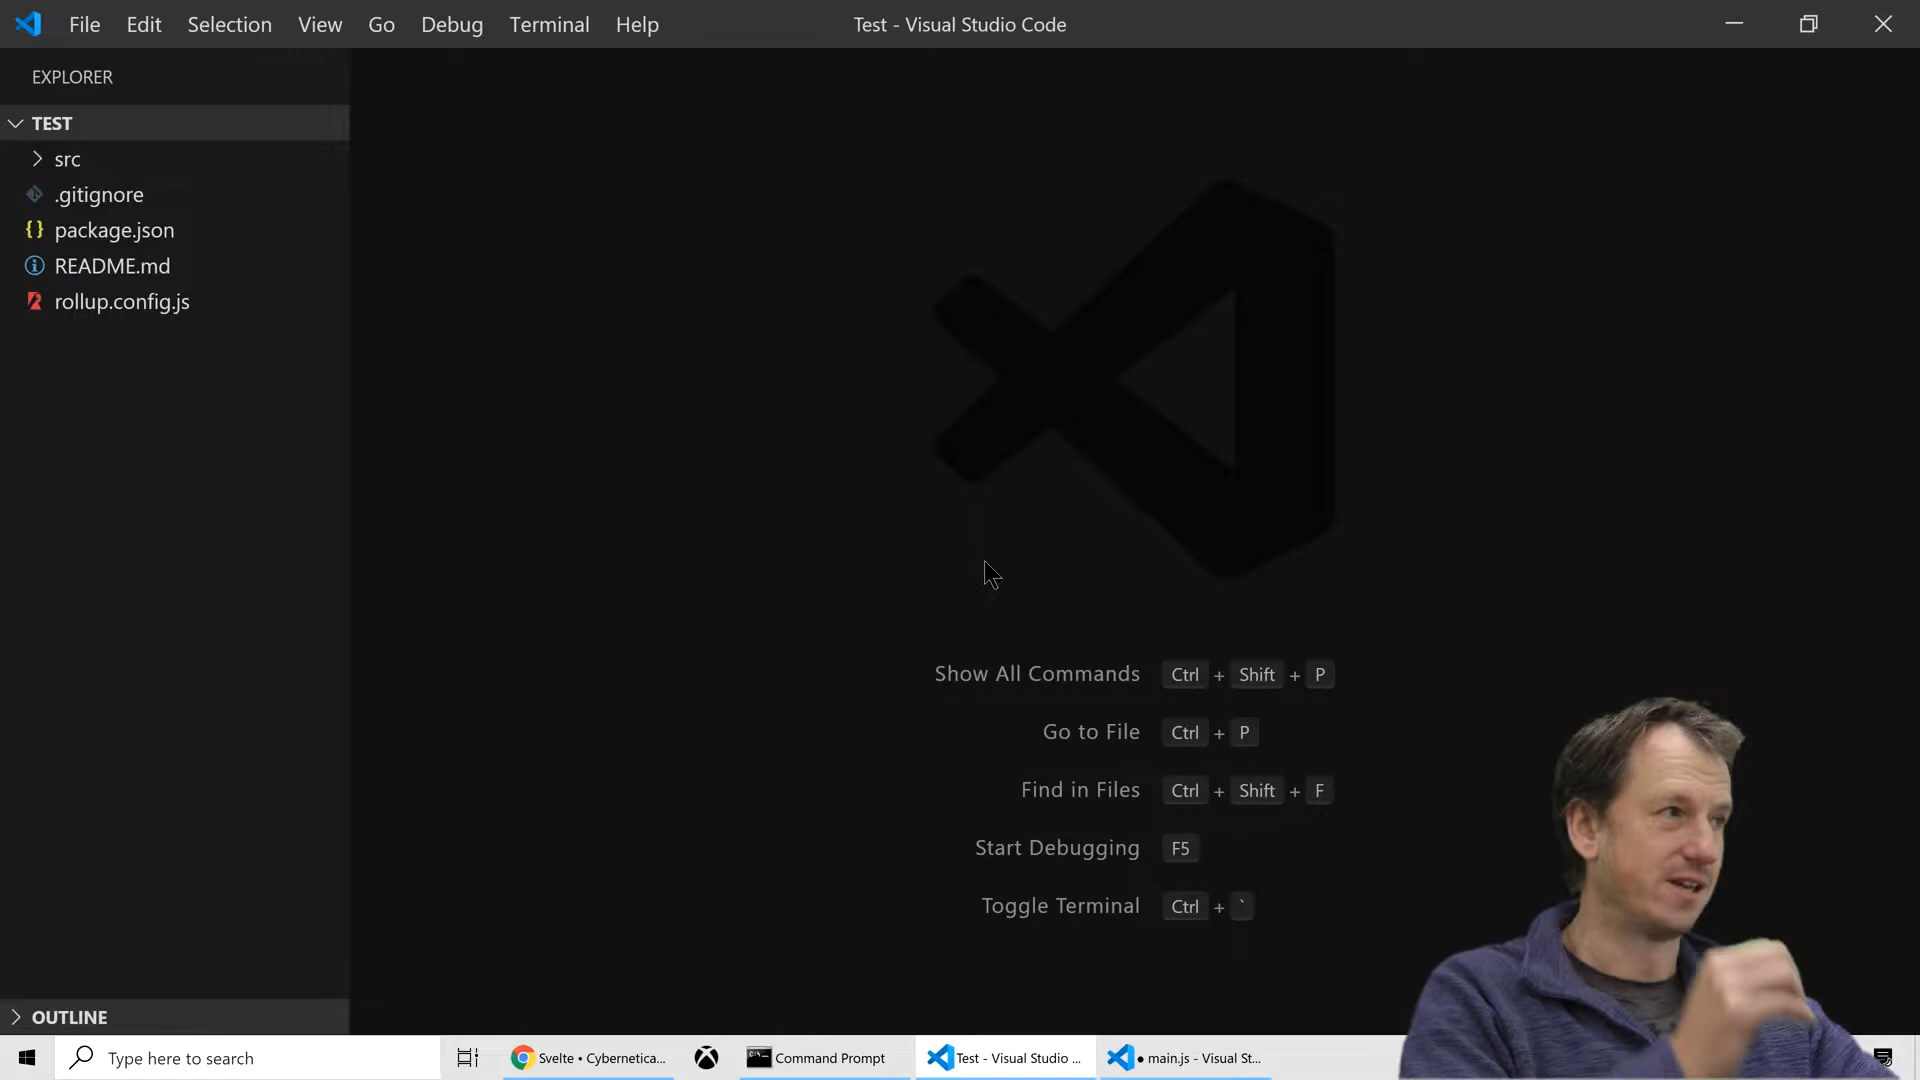 File Edit Selection View Go Debug Terminal Help
Test - Visual Studio Code
EXPLORER
TEST
src
.gitignore
package.json
README.md
rollup.config.js
Show All Commands Ctrl + Shift + P
Go to File Ctrl + P
Find in Files Ctrl + Shift + F
Start Debugging F5
Toggle Terminal Ctrl + `
OUTLINE
Type here to search
Svelte • Cybernetica...
Command Prompt
Test - Visual Studio ...
● main.js - Visual St...